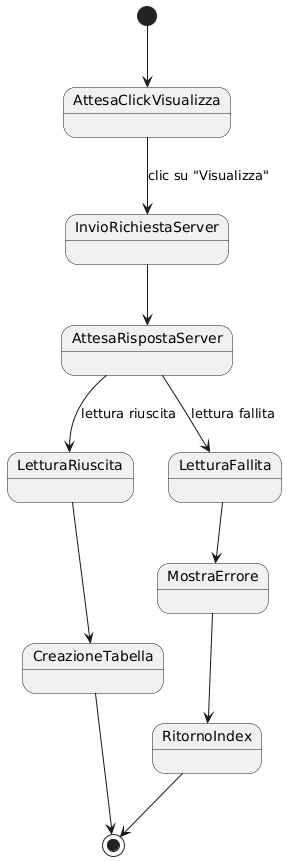 AttesaClickVisualizza
clic su "Visualizza"
InvioRichiestaServer
AttesaRispostaServer
lettura riuscita
lettura fallita
LetturaRiuscita
LetturaFallita
MostraErrore
CreazioneTabella
RitornoIndex